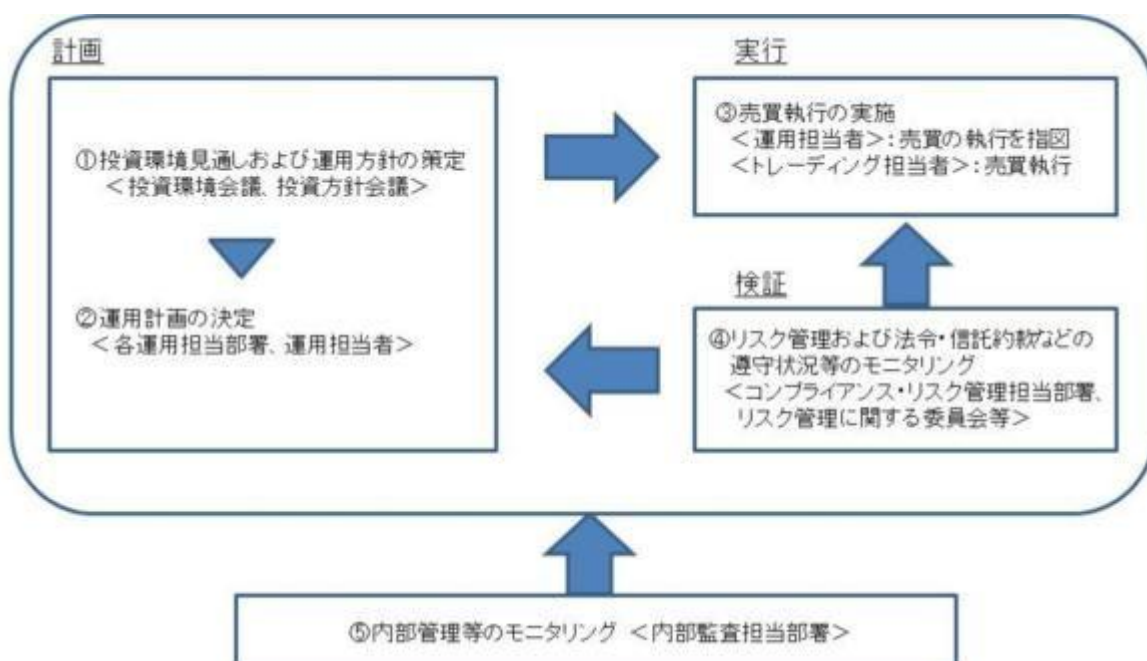 計画
①投資環境見通しおよび運用方針の策定
<投資環境会議、投資方針会議>
②運用計画の決定
<各運用担当部署、運用担当者>
実行
③売買執行の実施
<運用担当者>:売買の執行を指図
<トレーディング担当者>:売買執行
検証
④リスク管理および法令・信託約款などの
遵守状況等のモニタリング
<コンプライアンス・リスク管理担当部署、
リスク管理に関する委員会等>
⑤内部管理等のモニタリング <内部監査担当部署>